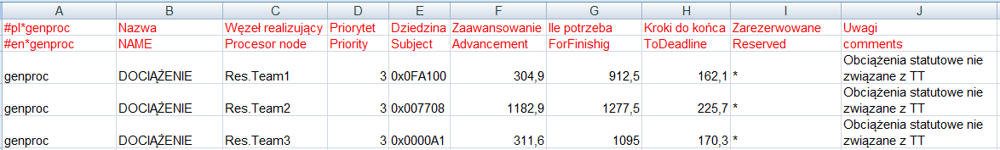 A B C D E F G H I J
#pl*genproc Nazwa Węzeł realizujący Priorytet Dziedzina Zaawansowanie Ile potrzeba Kroki do końca Zarezerwowane Uwagi
#en*genproc NAME Procesor node Priority Subject Advancement ForFinishig ToDeadline Reserved comments
genproc DOCIĄŻENIE Res.Team1 3 0x0FA100 304,9 912,5 162,1 * Obciążenia statutowe nie
związane z TT
genproc DOCIĄŻENIE Res.Team2 3 0x007708 1182,9 1277,5 225,7 * Obciążenia statutowe nie
związane z TT
genproc DOCIĄŻENIE Res.Team3 3 0x0000A1 311,6 1095 170,3 * Obciążenia statutowe nie
związane z TT